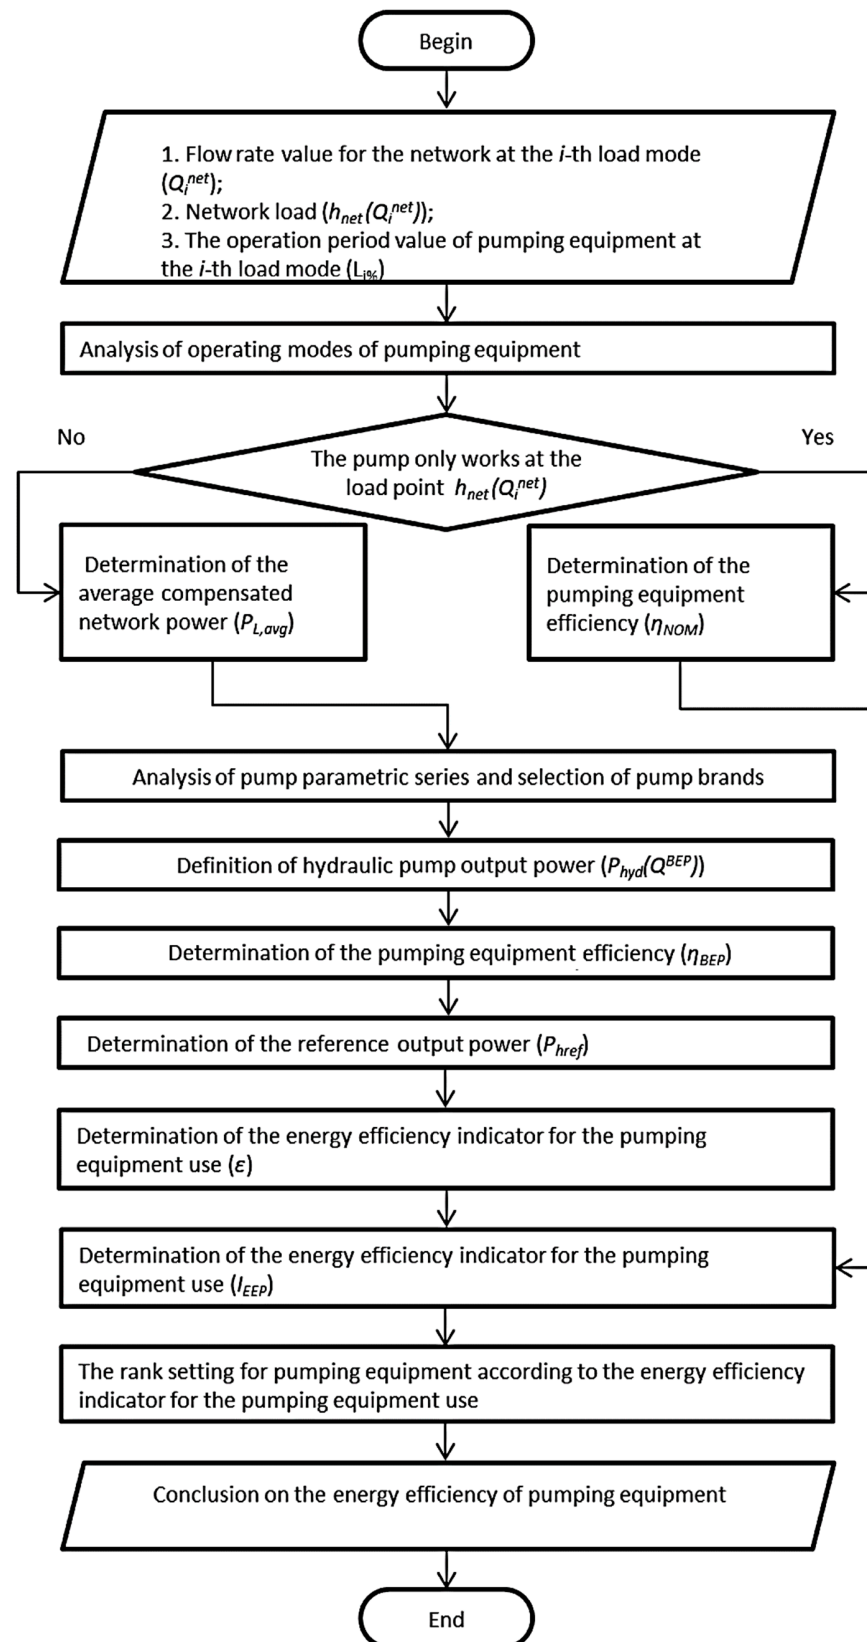 Begin
1. Flow rate value for the network at the i-th load mode
(Qᵢⁿᵉᵗ);
2. Network load (hₙₑₜ(Qᵢⁿᵉᵗ));
3. The operation period value of pumping equipment at
the i-th load mode (Lᵢ%)
Analysis of operating modes of pumping equipment
No
Yes
The pump only works at the
load point hₙₑₜ(Qᵢⁿᵉᵗ)
Determination of the
average compensated
network power (P_L,avg)
Determination of the
pumping equipment
efficiency (η_NOM)
Analysis of pump parametric series and selection of pump brands
Definition of hydraulic pump output power (P_hyd(Q^BEP))
Determination of the pumping equipment efficiency (η_BEP)
Determination of the reference output power (P_href)
Determination of the energy efficiency indicator for the pumping
equipment use (ε)
Determination of the energy efficiency indicator for the pumping
equipment use (I_EEP)
The rank setting for pumping equipment according to the energy efficiency
indicator for the pumping equipment use
Conclusion on the energy efficiency of pumping equipment
End